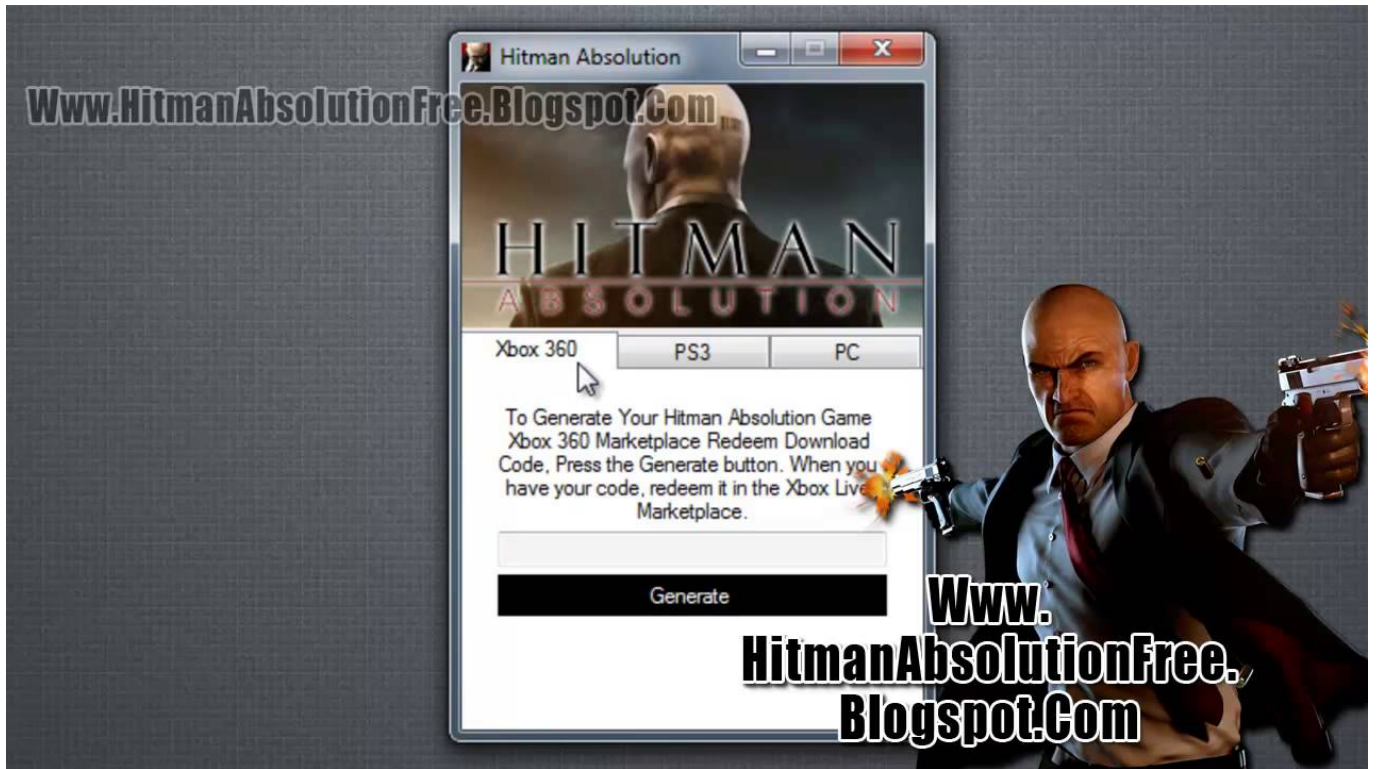 Hitman Absolution
Www.HitmanAbsolutionFree.Blogspot.Com
HITMAN
ABSOLUTION
Xbox 360 PS3 PC
To Generate Your Hitman Absolution Game
Xbox 360 Marketplace Redeem Download
Code, Press the Generate button. When you
have your code, redeem it in the Xbox Live
Marketplace.
Generate
Www.
HitmanAbsolutionFree.
Blogspot.Com